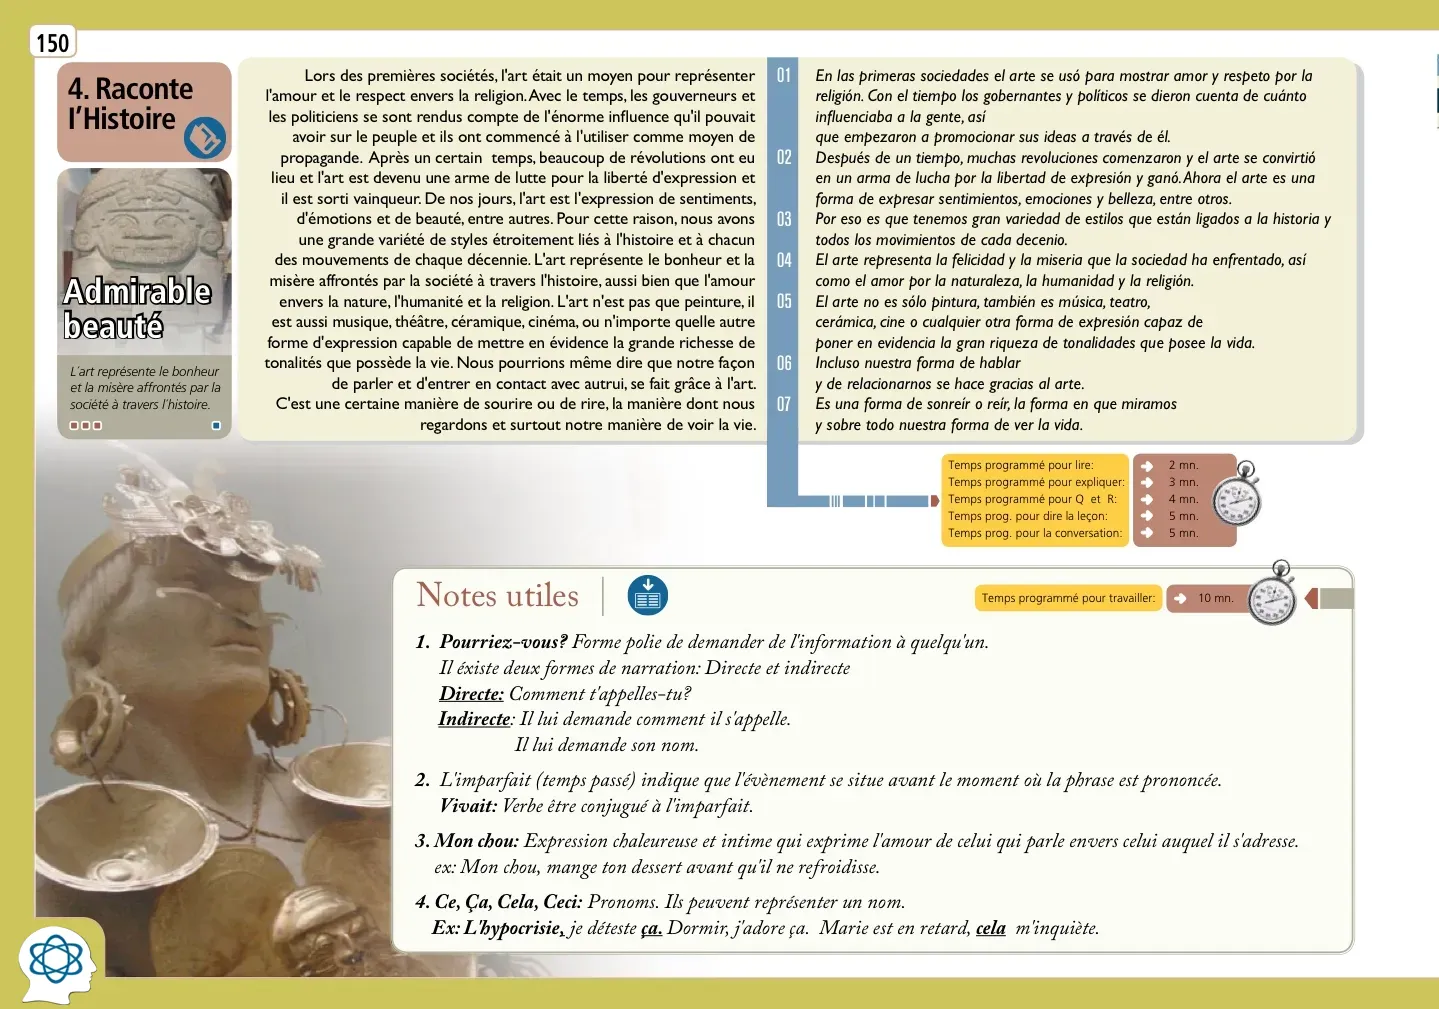 150
4. Raconte
l'Histoire
Admirable
beauté
L'art représente le bonheur
et la misère affrontés par la
société à travers l'histoire.
Lors des premières sociétés, l'art était un moyen pour représenter
l'amour et le respect envers la religion. Avec le temps, les gouverneurs et
les politiciens se sont rendus compte de l'énorme influence qu'il pouvait
avoir sur le peuple et ils ont commencé à l'utiliser comme moyen de
propagande. Après un certain temps, beaucoup de révolutions ont eu
lieu et l'art est devenu une arme de lutte pour la liberté d'expression et
il est sorti vainqueur. De nos jours, l'art est l'expression de sentiments,
d'émotions et de beauté, entre autres. Pour cette raison, nous avons
une grande variété de styles étroitement liés à l'histoire et à chacun
des mouvements de chaque décennie. L'art représente le bonheur et la
misère affrontés par la société à travers l'histoire, aussi bien que l'amour
envers la nature, l'humanité et la religion. L'art n'est pas que peinture, il
est aussi musique, théâtre, céramique, cinéma, ou n'importe quelle autre
forme d'expression capable de mettre en évidence la grande richesse de
tonalités que possède la vie. Nous pourrions même dire que notre façon
de parler et d'entrer en contact avec autrui, se fait grâce à l'art.
C'est une certaine manière de sourire ou de rire, la manière dont nous
regardons et surtout notre manière de voir la vie.
01
02
03
04
05
06
07
En las primeras sociedades el arte se usó para mostrar amor y respeto por la
religión. Con el tiempo los gobernantes y políticos se dieron cuenta de cuánto
influenciaba a la gente, así
que empezaron a promocionar sus ideas a través de él.
Después de un tiempo, muchas revoluciones comenzaron y el arte se convirtió
en un arma de lucha por la libertad de expresión y ganó. Ahora el arte es una
forma de expresar sentimientos, emociones y belleza, entre otros.
Por eso es que tenemos gran variedad de estilos que están ligados a la historia y
todos los movimientos de cada decenio.
El arte representa la felicidad y la miseria que la sociedad ha enfrentado, así
como el amor por la naturaleza, la humanidad y la religión.
El arte no es sólo pintura, también es música, teatro,
cerámica, cine o cualquier otra forma de expresión capaz de
poner en evidencia la gran riqueza de tonalidades que posee la vida.
Incluso nuestra forma de hablar
y de relacionarnos se hace gracias al arte.
Es una forma de sonreír o reír, la forma en que miramos
y sobre todo nuestra forma de ver la vida.
Temps programmé pour lire: 2 mn.
Temps programmé pour expliquer: 3 mn.
Temps programmé pour Q et R: 4 mn.
Temps prog. pour dire la leçon: 5 mn.
Temps prog. pour la conversation: 5 mn.
Notes utiles
Temps programmé pour travailler: 10 mn.
1. Pourriez-vous? Forme polie de demander de l'information à quelqu'un.
Il éxiste deux formes de narration: Directe et indirecte
Directe: Comment t'appelles-tu?
Indirecte: Il lui demande comment il s'appelle.
Il lui demande son nom.
2. L'imparfait (temps passé) indique que l'évènement se situe avant le moment où la phrase est prononcée.
Vivait: Verbe être conjugué à l'imparfait.
3. Mon chou: Expression chaleureuse et intime qui exprime l'amour de celui qui parle envers celui auquel il s'adresse.
ex: Mon chou, mange ton dessert avant qu'il ne refroidisse.
4. Ce, Ça, Cela, Ceci: Pronoms. Ils peuvent représenter un nom.
Ex: L'hypocrisie, je déteste ça. Dormir, j'adore ça. Marie est en retard, cela m'inquiète.